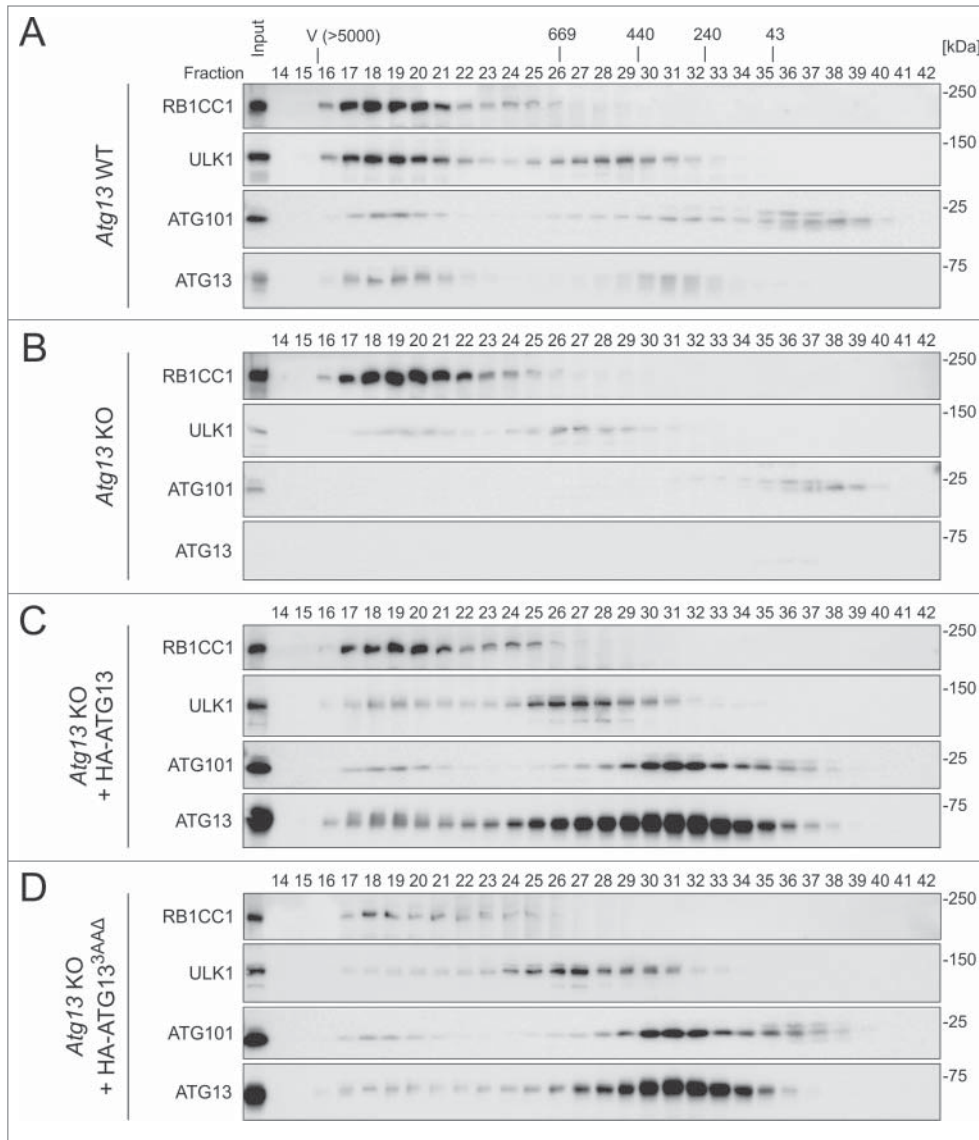 A
Input
V (>5000)
669
440
240
43
[kDa]
Fraction 14 15 16 17 18 19 20 21 22 23 24 25 26 27 28 29 30 31 32 33 34 35 36 37 38 39 40 41 42
Atg13 WT
RB1CC1
-250
ULK1
-150
ATG101
-25
ATG13
-75
B
14 15 16 17 18 19 20 21 22 23 24 25 26 27 28 29 30 31 32 33 34 35 36 37 38 39 40 41 42
Atg13 KO
RB1CC1
-250
ULK1
-150
ATG101
-25
ATG13
-75
C
14 15 16 17 18 19 20 21 22 23 24 25 26 27 28 29 30 31 32 33 34 35 36 37 38 39 40 41 42
Atg13 KO
+ HA-ATG13
RB1CC1
-250
ULK1
-150
ATG101
-25
ATG13
-75
D
14 15 16 17 18 19 20 21 22 23 24 25 26 27 28 29 30 31 32 33 34 35 36 37 38 39 40 41 42
Atg13 KO
+ HA-ATG13³ᴬᴬΔ
RB1CC1
-250
ULK1
-150
ATG101
-25
ATG13
-75